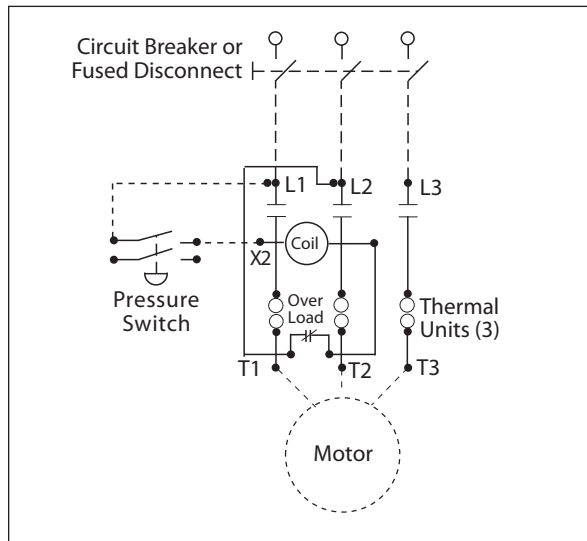 Circuit Breaker or
Fused Disconnect
L1
L2
L3
Coil
X2
Pressure
Switch
Over
Load
Thermal
Units (3)
T1
T2
T3
Motor